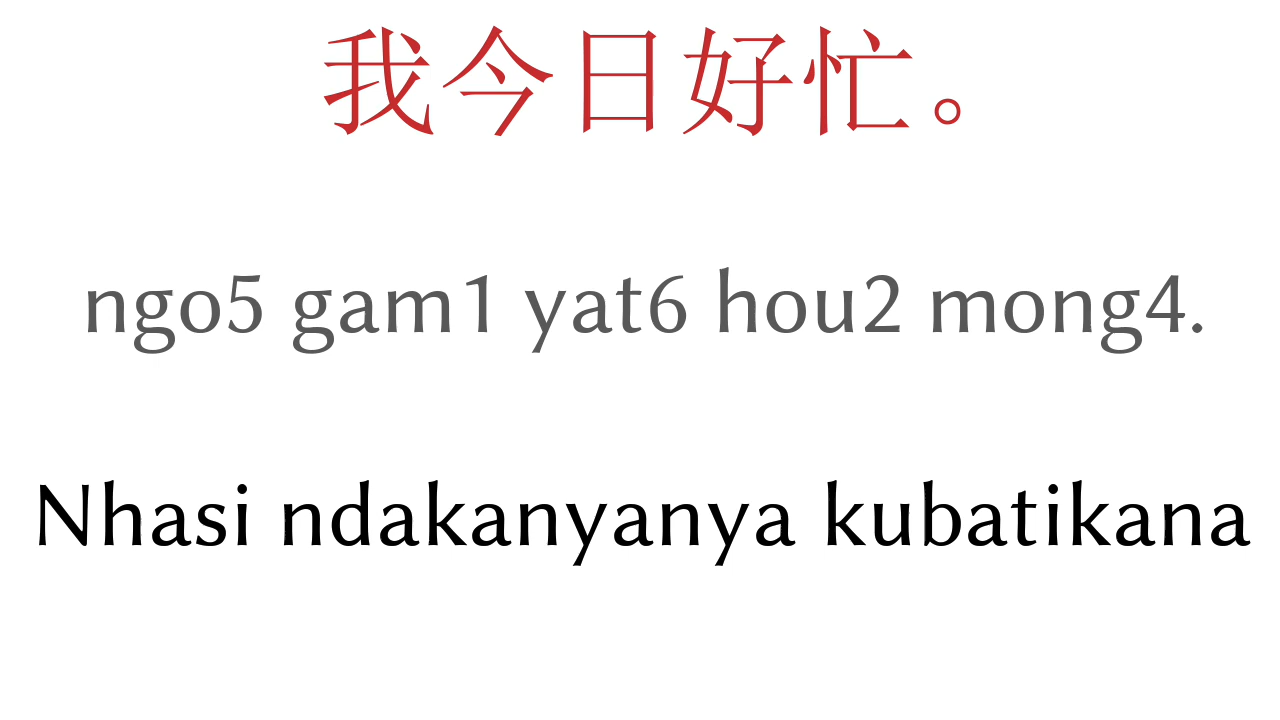 我今日好忙。
ngo5 gam1 yat6 hou2 mong4.
Nhasi ndakanyanya kubatikana